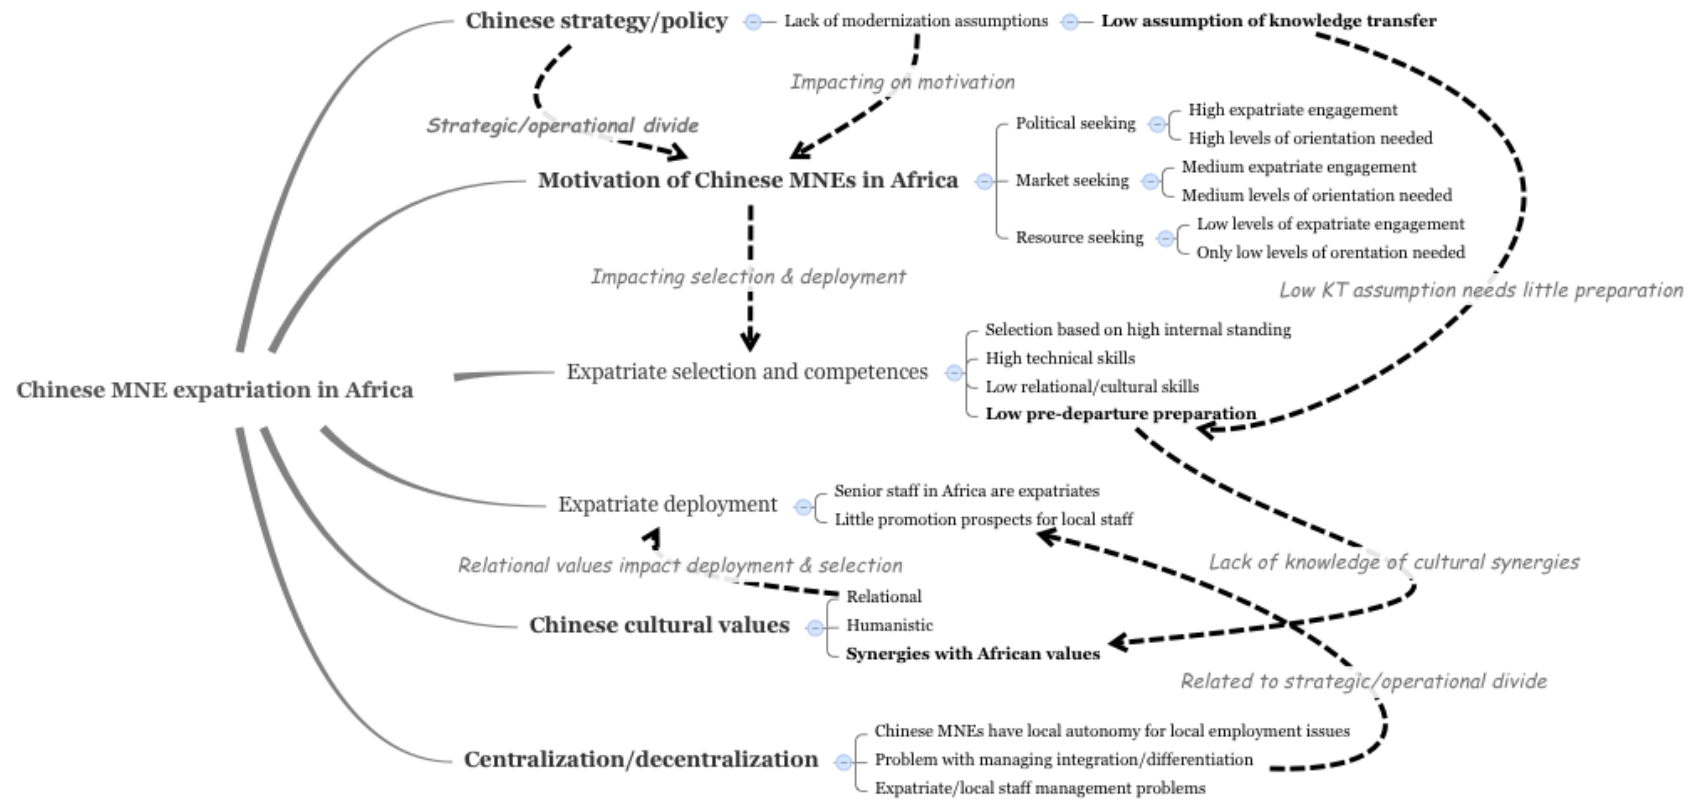 Chinese strategy/policy
Lack of modernization assumptions
Low assumption of knowledge transfer
Impacting on motivation
Strategic/operational divide
Motivation of Chinese MNEs in Africa
Political seeking
High expatriate engagement
High levels of orientation needed
Market seeking
Medium expatriate engagement
Medium levels of orientation needed
Resource seeking
Low levels of expatriate engagement
Only low levels of orentation needed
Impacting selection & deployment
Low KT assumption needs little preparation
Expatriate selection and competences
Selection based on high internal standing
High technical skills
Low relational/cultural skills
Low pre-departure preparation
Chinese MNE expatriation in Africa
Expatriate deployment
Senior staff in Africa are expatriates
Little promotion prospects for local staff
Relational values impact deployment & selection
Lack of knowledge of cultural synergies
Chinese cultural values
Relational
Humanistic
Synergies with African values
Related to strategic/operational divide
Centralization/decentralization
Chinese MNEs have local autonomy for local employment issues
Problem with managing integration/differentiation
Expatriate/local staff management problems